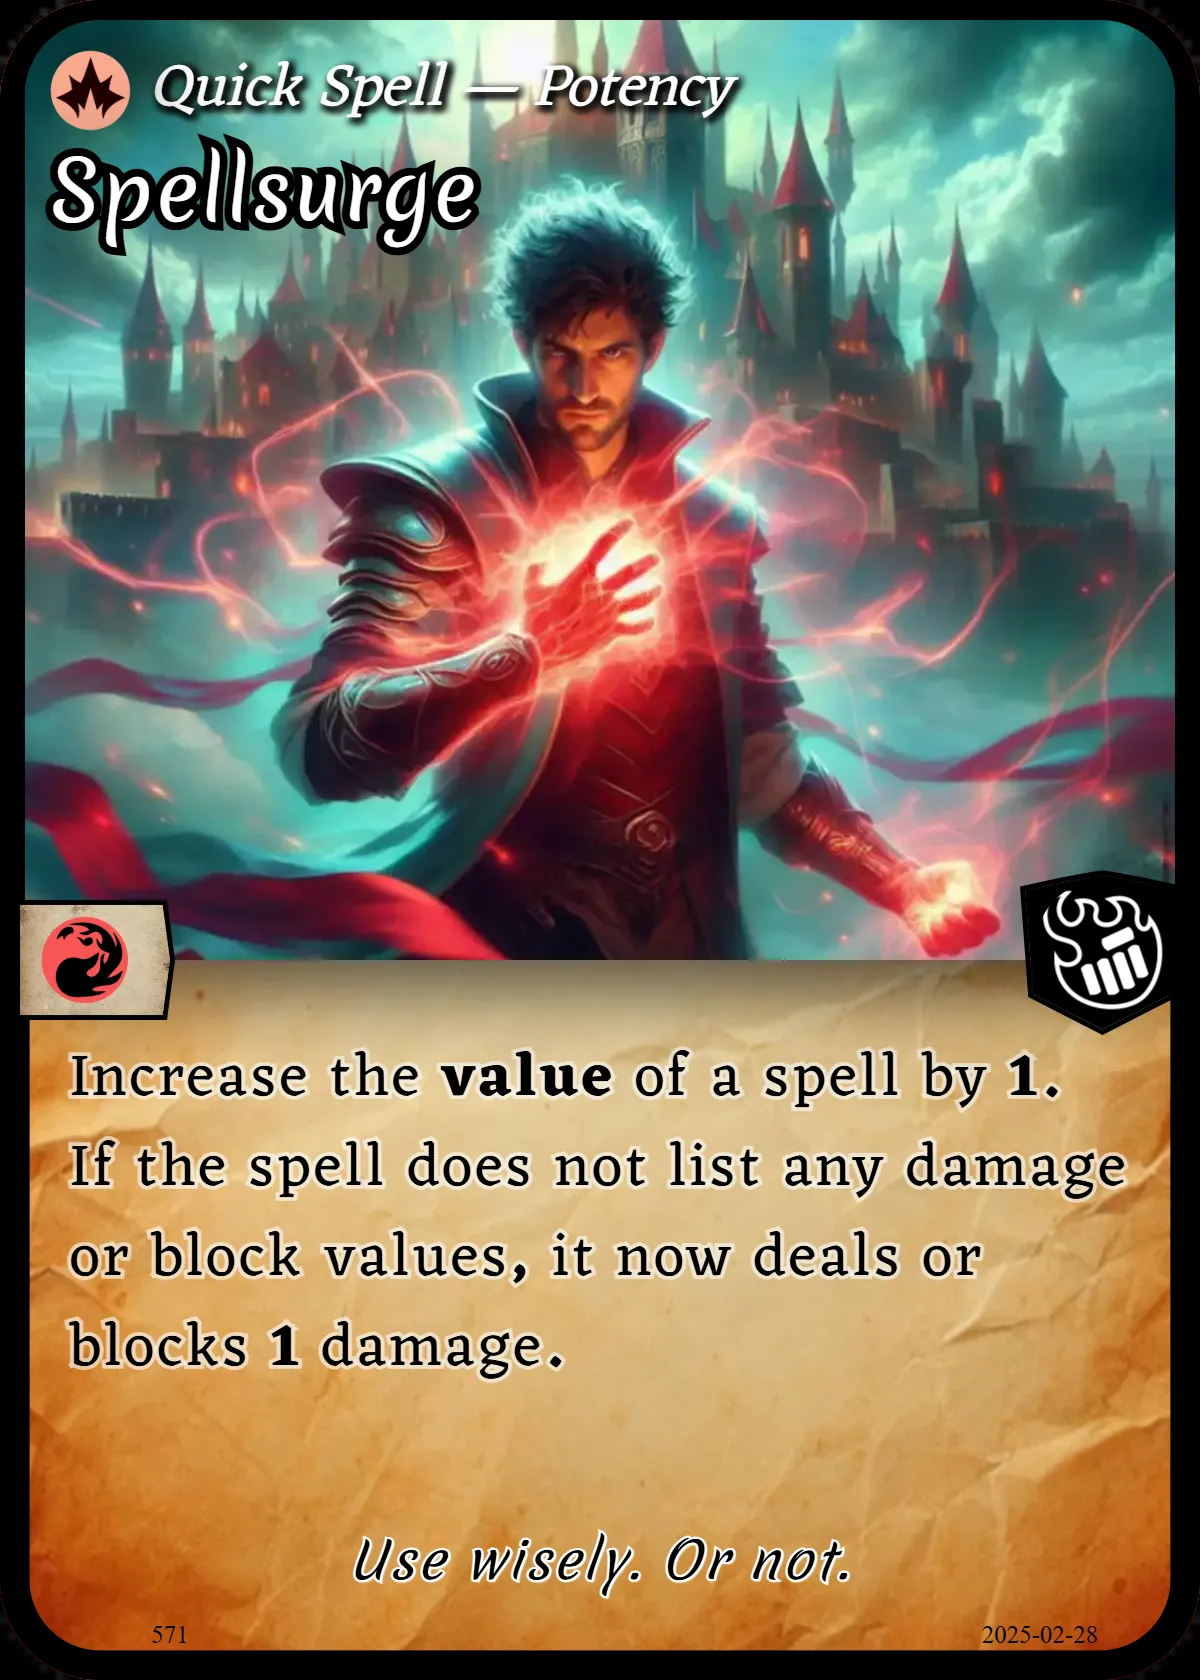 Quick Spell — Potency
Spellsurge
Increase the value of a spell by 1.
If the spell does not list any damage
or block values, it now deals or
blocks 1 damage.
Use wisely. Or not.
571
2025-02-28